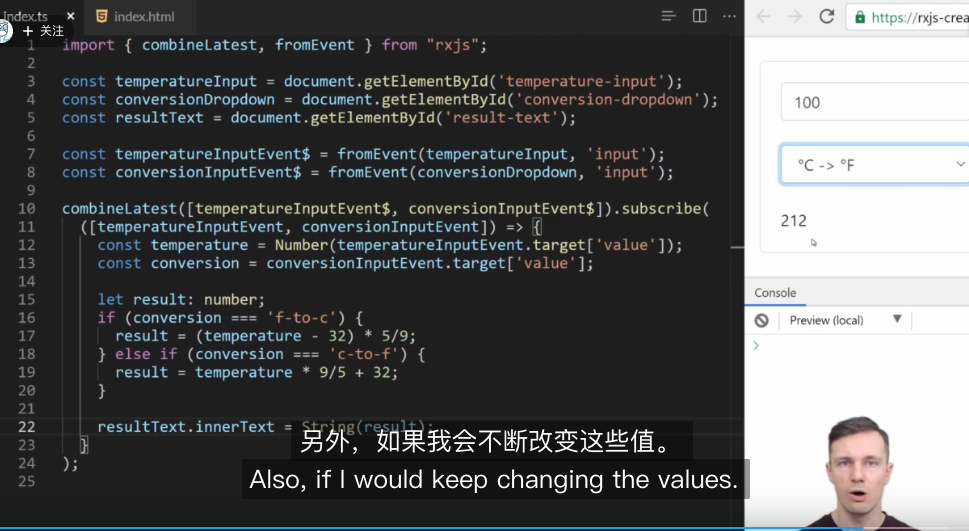 index.ts × index.html
+ 关注
https://rxjs-crea
1 import { combineLatest, fromEvent } from "rxjs";
2
3 const temperatureInput = document.getElementById('temperature-input');
4 const conversionDropdown = document.getElementById('conversion-dropdown');
5 const resultText = document.getElementById('result-text');
6
7 const temperatureInputEvent$ = fromEvent(temperatureInput, 'input');
8 const conversionInputEvent$ = fromEvent(conversionDropdown, 'input');
9
10 combineLatest([temperatureInputEvent$, conversionInputEvent$]).subscribe(
11 ([temperatureInputEvent, conversionInputEvent]) => {
12 const temperature = Number(temperatureInputEvent.target['value']);
13 const conversion = conversionInputEvent.target['value'];
14
15 let result: number;
16 if (conversion === 'f-to-c') {
17 result = (temperature - 32) * 5/9;
18 } else if (conversion === 'c-to-f') {
19 result = temperature * 9/5 + 32;
20 }
21
22 resultText.innerText = String(result);
23 }
24 );
25
100
°C -> °F
212
Console
Preview (local) ▼
>
另外，如果我会不断改变这些值。
Also, if I would keep changing the values.